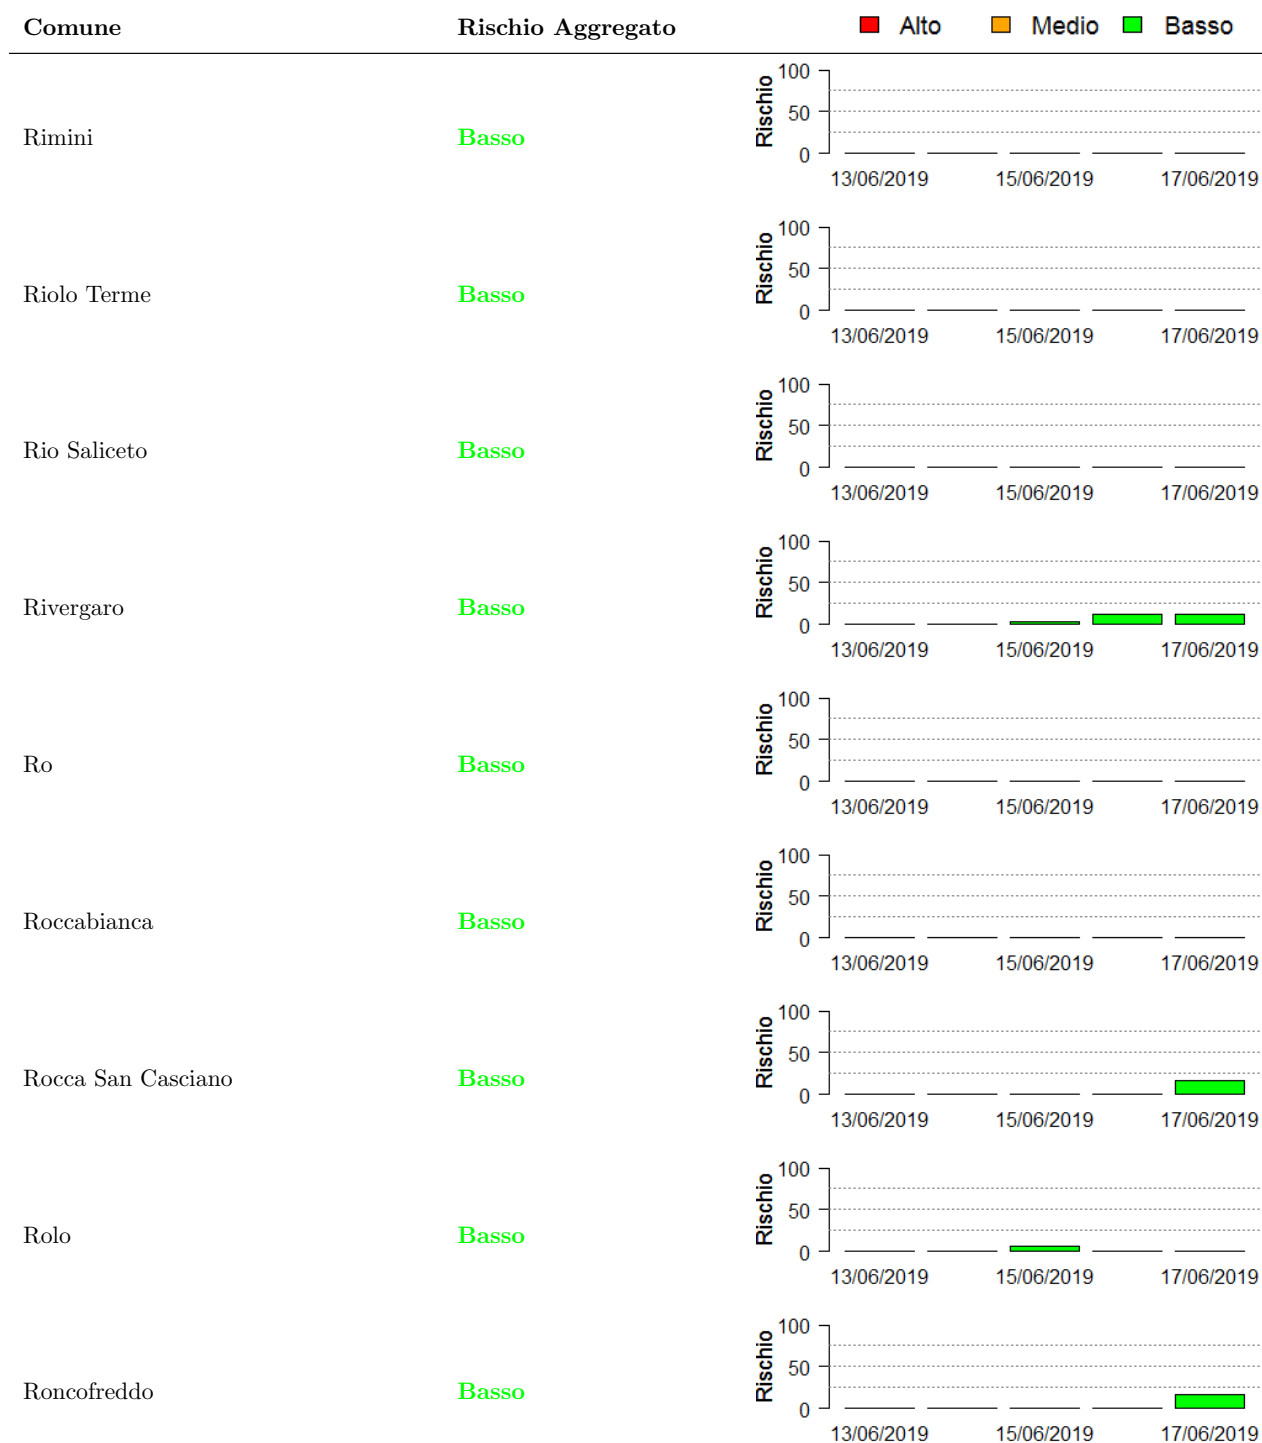 Comune Rischio Aggregato Alto Medio Basso
Rimini Basso Rischio
100
50
0
13/06/2019 15/06/2019 17/06/2019
Riolo Terme Basso Rischio
100
50
0
13/06/2019 15/06/2019 17/06/2019
Rio Saliceto Basso Rischio
100
50
0
13/06/2019 15/06/2019 17/06/2019
Rivergaro Basso Rischio
100
50
0
13/06/2019 15/06/2019 17/06/2019
Ro Basso Rischio
100
50
0
13/06/2019 15/06/2019 17/06/2019
Roccabianca Basso Rischio
100
50
0
13/06/2019 15/06/2019 17/06/2019
Rocca San Casciano Basso Rischio
100
50
0
13/06/2019 15/06/2019 17/06/2019
Rolo Basso Rischio
100
50
0
13/06/2019 15/06/2019 17/06/2019
Roncofreddo Basso Rischio
100
50
0
13/06/2019 15/06/2019 17/06/2019